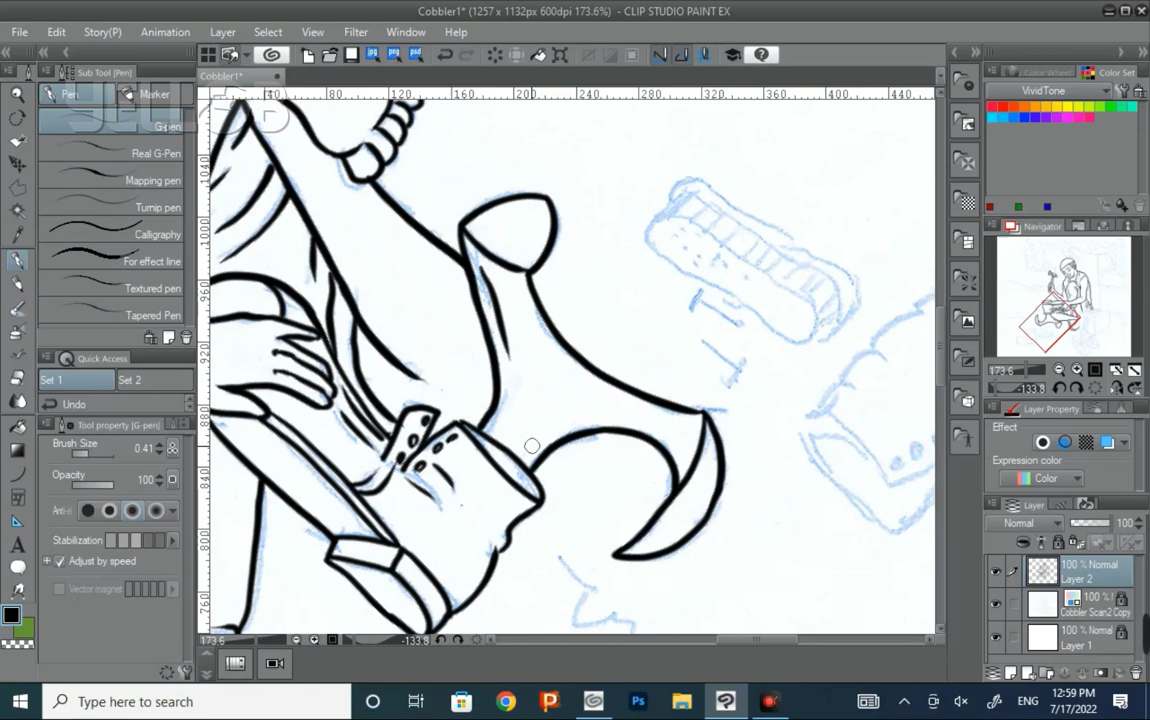 Cobbler1* (1257 x 1132px 600dpi 173.6%) - CLIP STUDIO PAINT EX
File Edit Story(P) Animation Layer Select View Filter Window Help
Sub Tool [Pen]
Cobbler1*
Color Wheel Color Set
Pen Marker
VividTone
40 80 120 160 200 240 280 320 360 400 440
G-pen
Real G-Pen
Mapping pen
Turnip pen
Calligraphy
For effect line
Textured pen
Tapered Pen
1040
1000
960
920
880
840
800
760
Navigator
Quick Access
Set 1 Set 2
Undo
Tool property [G-pen]
Brush Size 0.41
Opacity 100
Anti-
Stabilization
Adjust by speed
Vector magnet
173.6
-133.8
Layer Property
Effect
Expression color
Color
Layer
Normal 100
100 % Normal
Layer 2
100 %
Cobbler Scan2 Copy
100 % Normal
Layer 1
173.6 -133.8
Type here to search
ENG
12:59 PM
7/17/2022